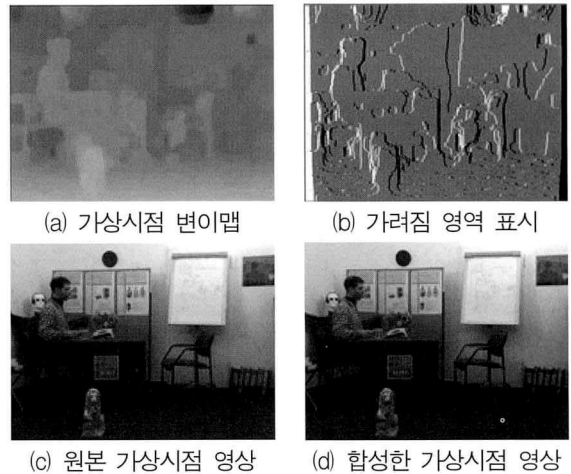 (a) 가상시점 변이맵
(b) 가려짐 영역 표시
(c) 원본 가상시점 영상
(d) 합성한 가상시점 영상